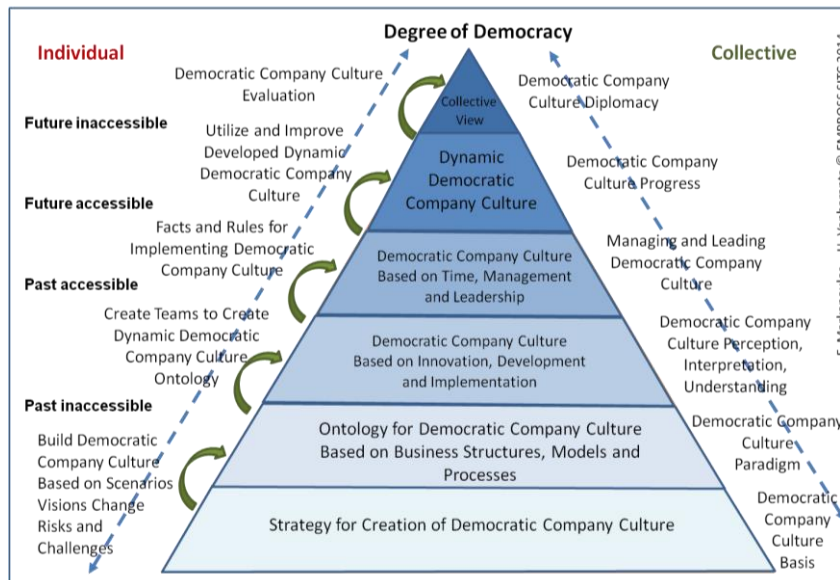 Degree of Democracy
Individual
Collective
Democratic Company Culture
Evaluation
Future inaccessible
Utilize and Improve
Developed Dynamic
Democratic Company
Culture
Future accessible
Facts and Rules for
Implementing Democratic
Company Culture
Past accessible
Create Teams to Create
Dynamic Democratic
Company Culture
Ontology
Past inaccessible
Build Democratic
Company Culture
Based on Scenarios
Visions Change
Risks and
Challenges
Collective
View
Dynamic
Democratic
Company Culture
Democratic Company Culture
Based on Time, Management
and Leadership
Democratic Company Culture
Based on Innovation, Development
and Implementation
Ontology for Democratic Company Culture
Based on Business Structures, Models and
Processes
Strategy for Creation of Democratic Company Culture
Democratic Company
Culture Diplomacy
Democratic Company
Culture Progress
Managing and Leading
Democratic Company
Culture
Democratic Company
Culture Perception,
Interpretation,
Understanding
Democratic Company
Culture
Paradigm
Democratic
Company
Culture
Basis